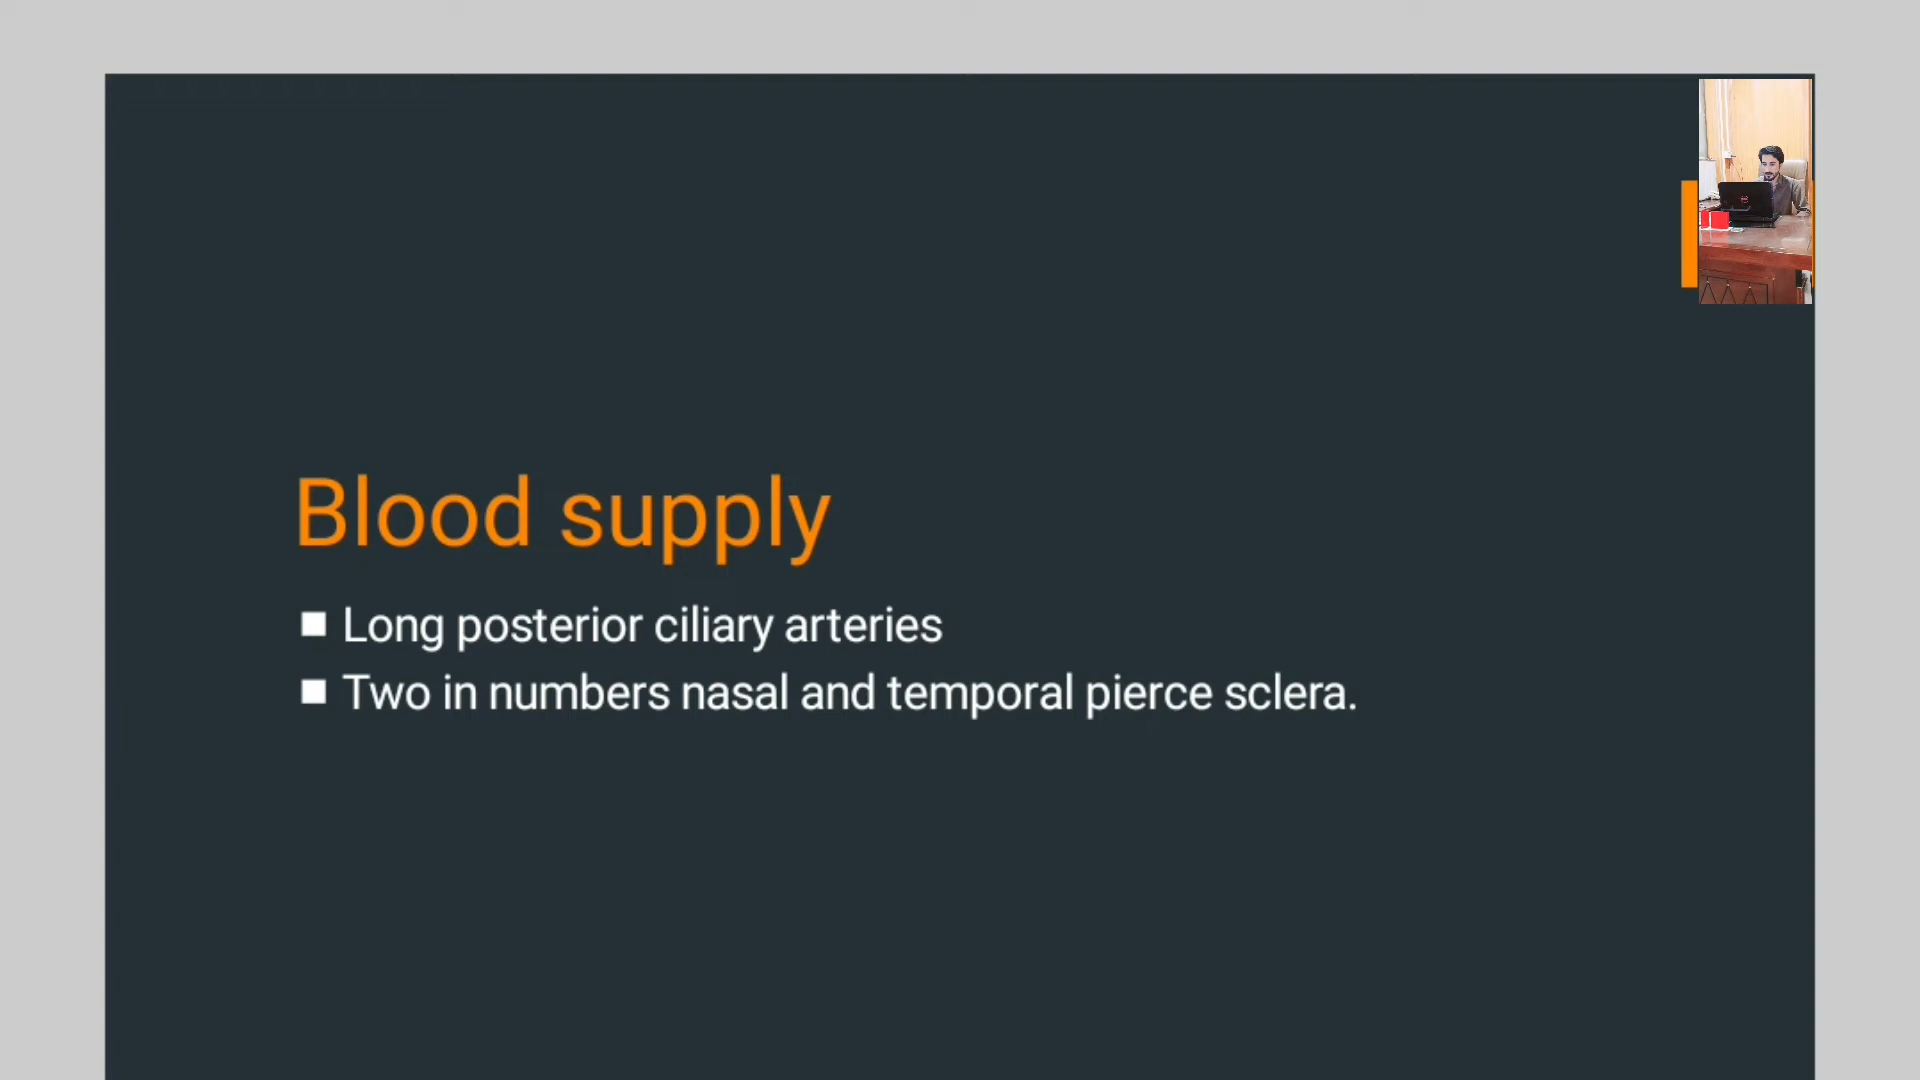 Blood supply
Long posterior ciliary arteries
Two in numbers nasal and temporal pierce sclera.